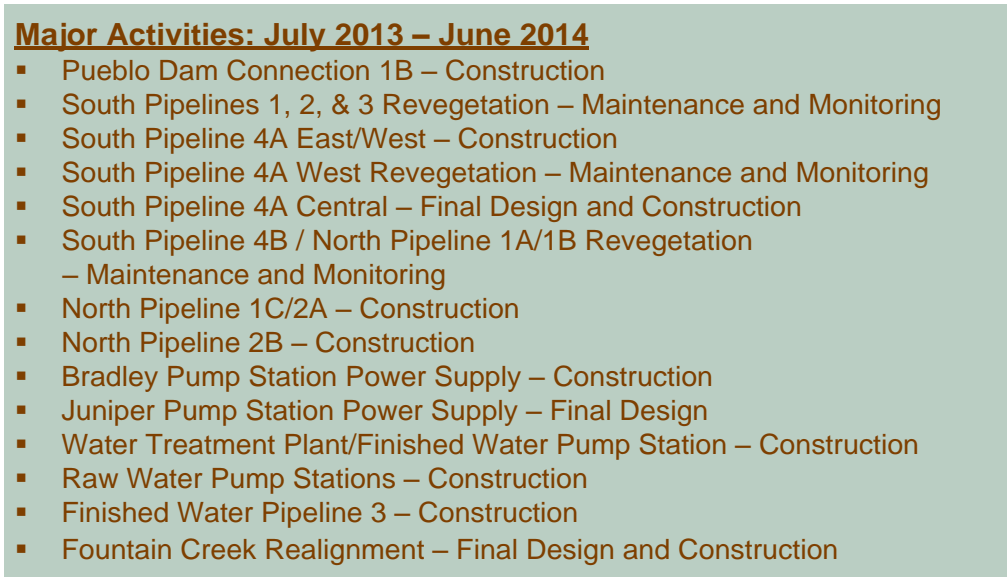 Major Activities: July 2013 – June 2014
▪ Pueblo Dam Connection 1B – Construction
▪ South Pipelines 1, 2, & 3 Revegetation – Maintenance and Monitoring
▪ South Pipeline 4A East/West – Construction
▪ South Pipeline 4A West Revegetation – Maintenance and Monitoring
▪ South Pipeline 4A Central – Final Design and Construction
▪ South Pipeline 4B / North Pipeline 1A/1B Revegetation
– Maintenance and Monitoring
▪ North Pipeline 1C/2A – Construction
▪ North Pipeline 2B – Construction
▪ Bradley Pump Station Power Supply – Construction
▪ Juniper Pump Station Power Supply – Final Design
▪ Water Treatment Plant/Finished Water Pump Station – Construction
▪ Raw Water Pump Stations – Construction
▪ Finished Water Pipeline 3 – Construction
▪ Fountain Creek Realignment – Final Design and Construction